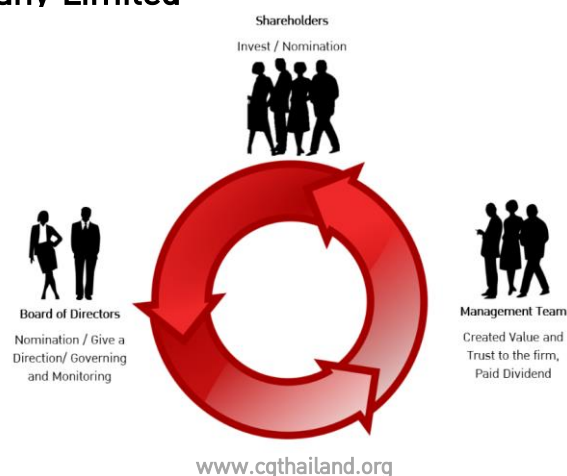 Limited
Shareholders
Invest / Nomination
Board of Directors
Nomination / Give a
Direction/ Governing
and Monitoring
Management Team
Created Value and
Trust to the firm,
Paid Dividend
www.cgthailand.org